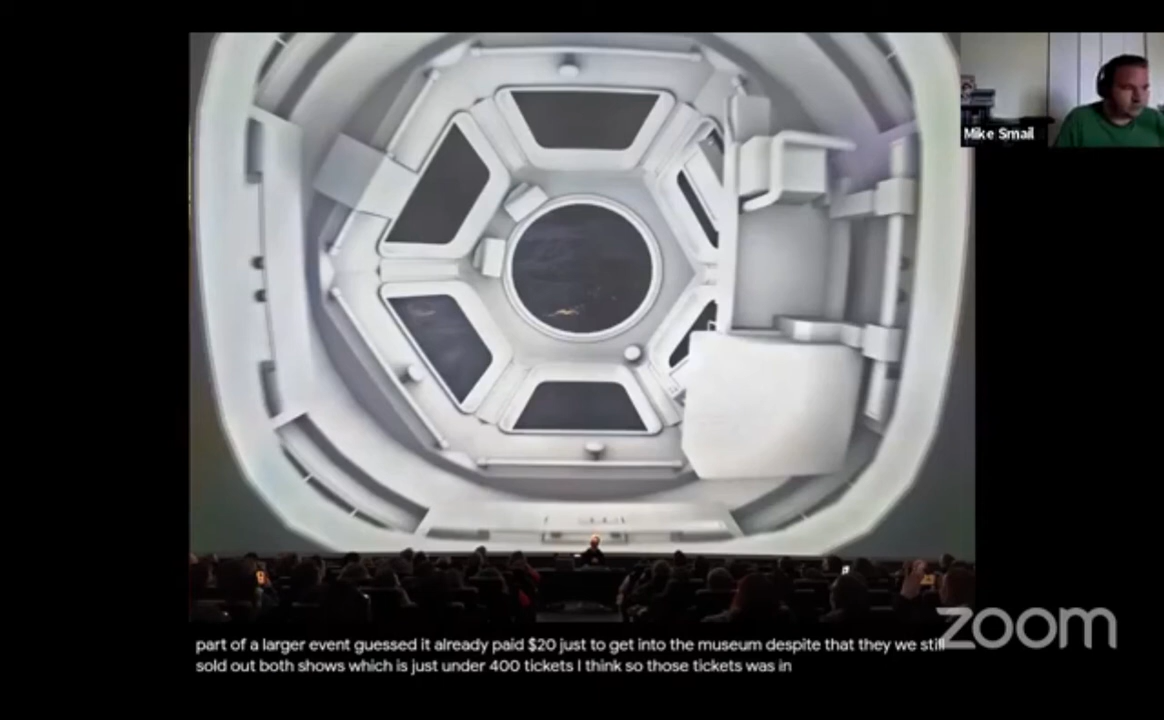 Mike Smail
part of a larger event guessed it already paid $20 just to get into the museum despite that they we still
sold out both shows which is just under 400 tickets I think so those tickets was in
zoom